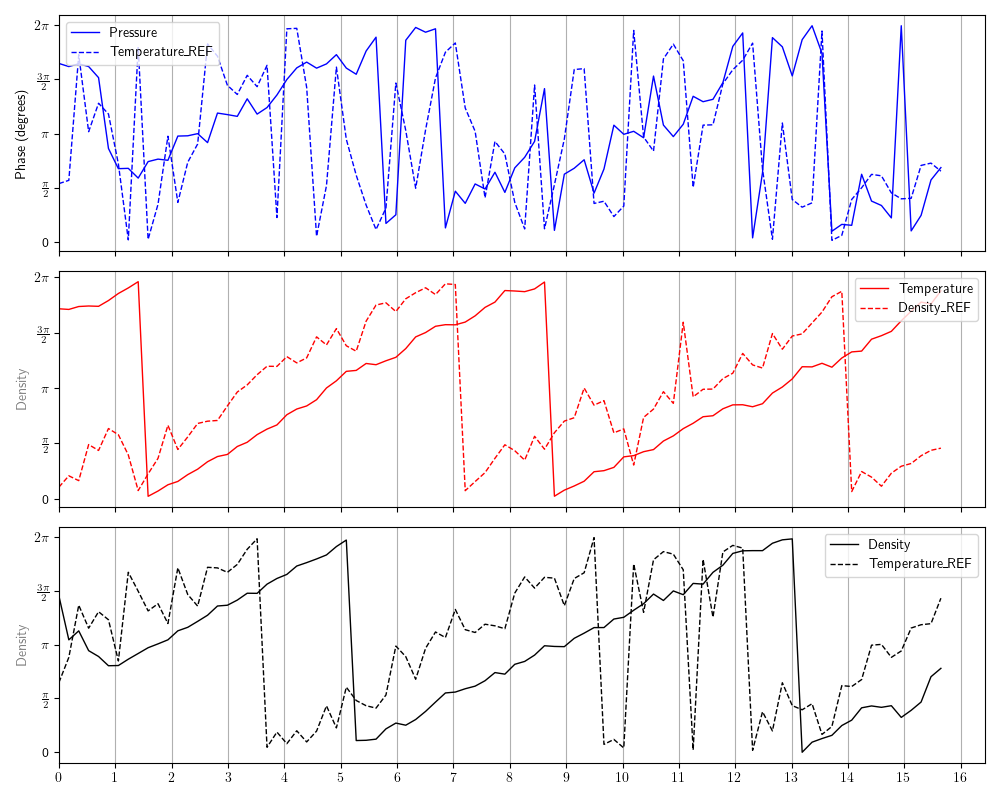 2π
3π/2
π
π/2
0
Phase (degrees)
Pressure
Temperature_REF
2π
3π/2
π
π/2
0
Density
Temperature
Density_REF
2π
3π/2
π
π/2
0
Density
Density
Temperature_REF
0 1 2 3 4 5 6 7 8 9 10 11 12 13 14 15 16